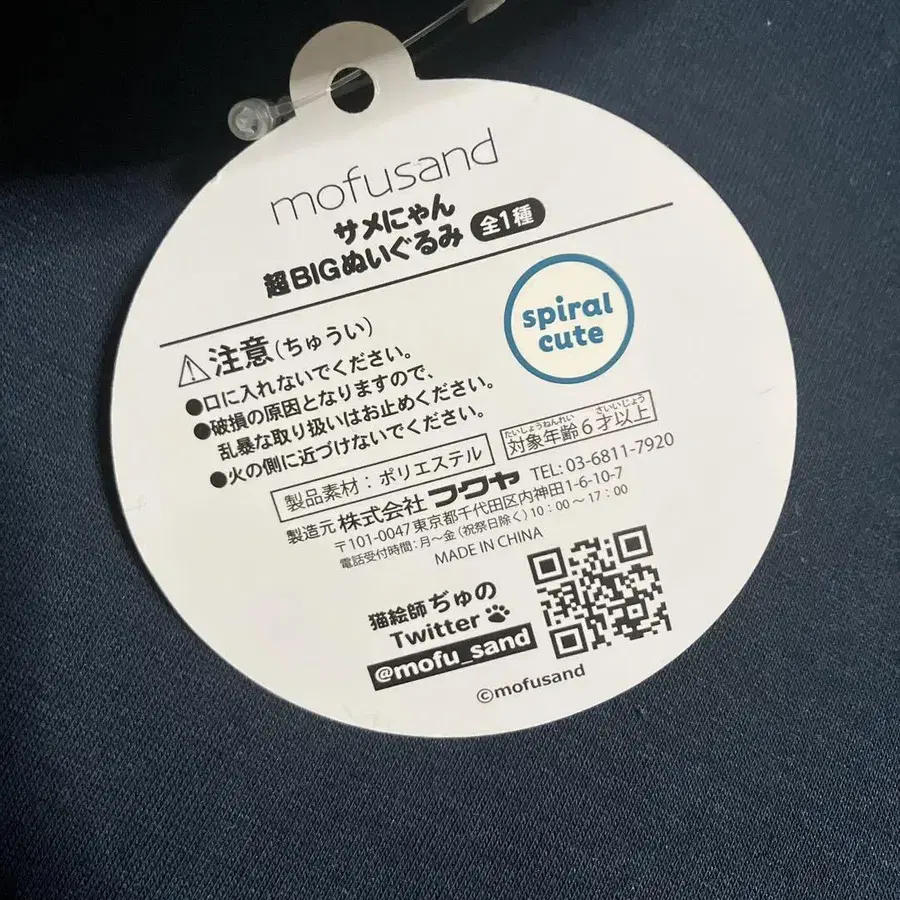 mofusand
サメにゃん
超BIGぬいぐるみ 全1種
spiral
cute
⚠注意(ちゅうい)
●口に入れないでください。
●破損の原因となりますので、
乱暴な取り扱いはお止めください。
●火の側に近づけないでください。
製品素材:ポリエステル
たいしょうねんれい さいいじょう
対象年齢6才以上
製造元 株式会社フクヤ TEL: 03-6811-7920
〒101-0047 東京都千代田区内神田1-6-10-7
電話受付時間:月〜金(祝祭日除く)10:00〜17:00
MADE IN CHINA
猫絵師ぢゅの
Twitter
@mofu_sand
©mofusand